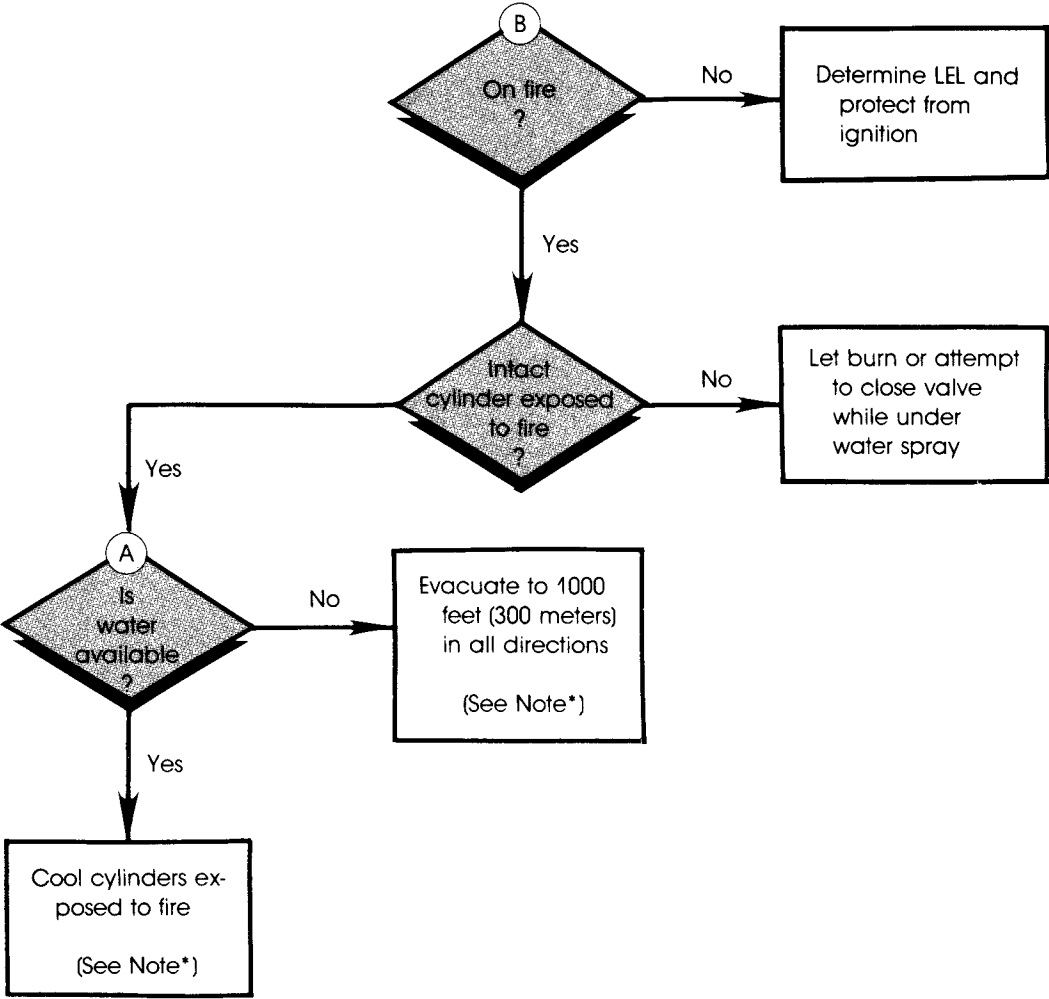 B
On fire
?
No
Determine LEL and
protect from
ignition
Yes
Intact
cylinder exposed
to fire
?
No
Let burn or attempt
to close valve
while under
water spray
Yes
A
Is
water
available
?
No
Evacuate to 1000
feet (300 meters)
in all directions
(See Note*)
Yes
Cool cylinders ex-
posed to fire
(See Note*)